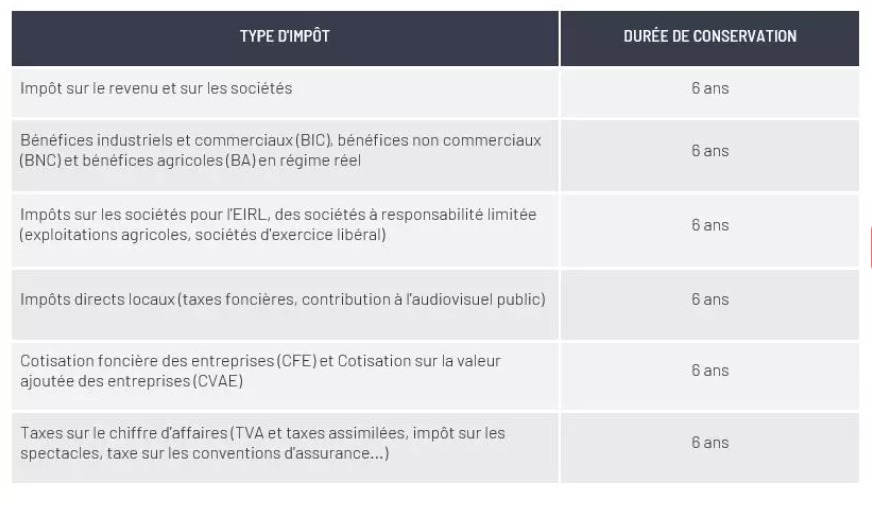 TYPE D'IMPÔT
DURÉE DE CONSERVATION
Impôt sur le revenu et sur les sociétés
6 ans
Bénéfices industriels et commerciaux (BIC), bénéfices non commerciaux
(BNC) et bénéfices agricoles (BA) en régime réel
6 ans
Impôts sur les sociétés pour l'EIRL, des sociétés à responsabilité limitée
(exploitations agricoles, sociétés d'exercice libéral)
6 ans
Impôts directs locaux (taxes foncières, contribution à l'audiovisuel public)
6 ans
Cotisation foncière des entreprises (CFE) et Cotisation sur la valeur
ajoutée des entreprises (CVAE)
6 ans
Taxes sur le chiffre d'affaires (TVA et taxes assimilées, impôt sur les
spectacles, taxe sur les conventions d'assurance...)
6 ans